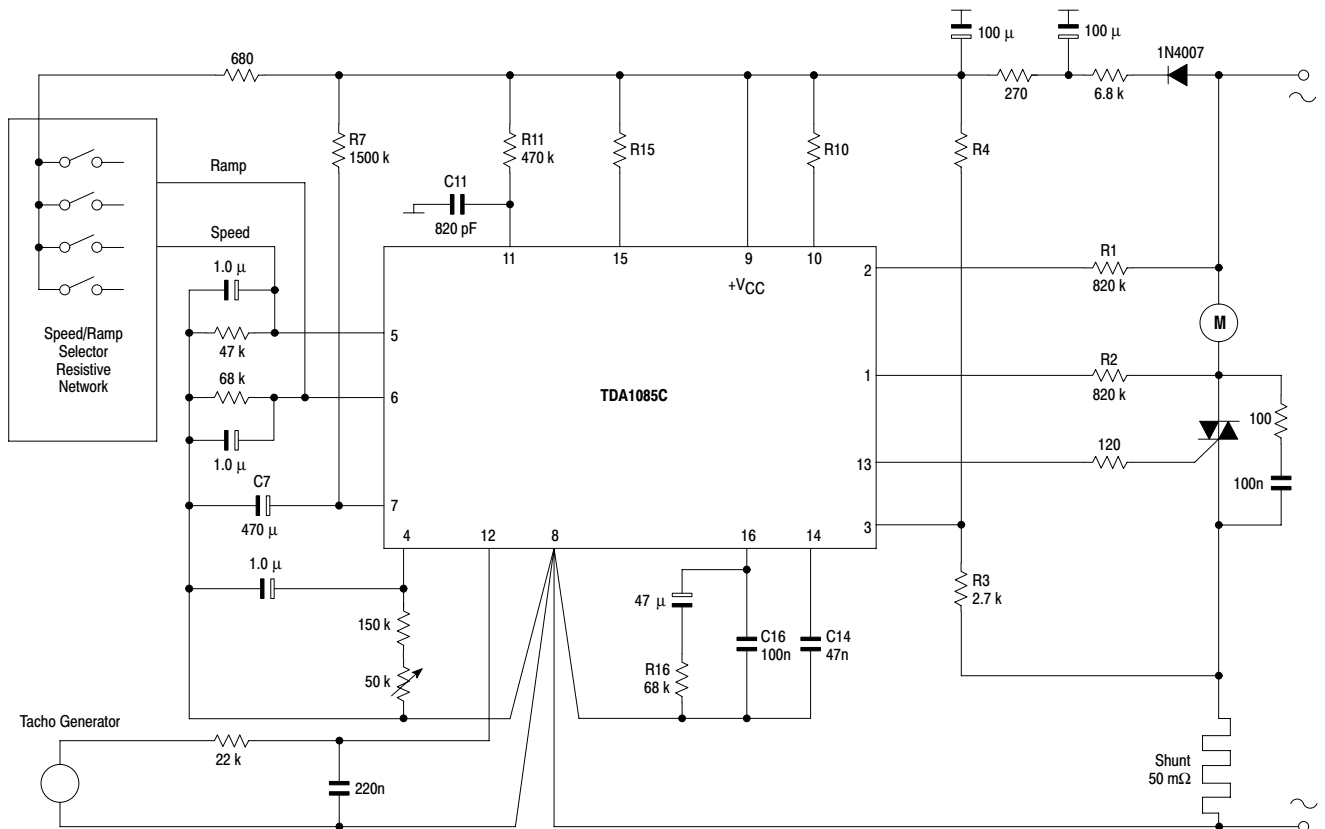 100 µ
100 µ
1N4007
680
270
6.8 k
R7
1500 k
R11
470 k
R15
R10
R4
Ramp
C11
820 pF
Speed
1.0 µ
11
15
9
10
+VCC
2
R1
820 k
M
Speed/Ramp
Selector
Resistive
Network
47 k
5
68 k
6
1.0 µ
TDA1085C
1
R2
820 k
100
13
120
100n
C7
470 µ
7
3
4
12
8
16
14
1.0 µ
R3
2.7 k
47 µ
150 k
C16
100n
C14
47n
R16
68 k
50 k
Tacho Generator
22 k
220n
Shunt
50 mΩ